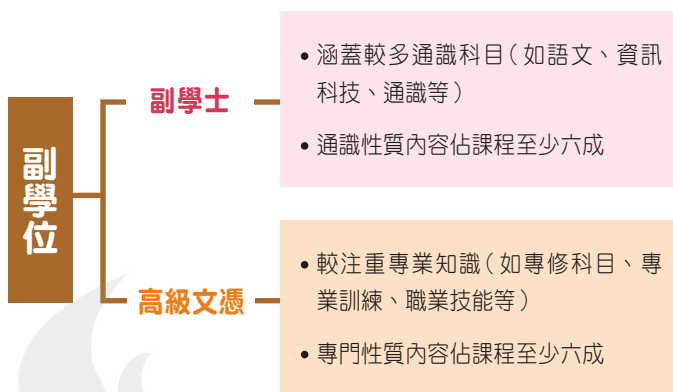 副學位
副學士
• 涵蓋較多通識科目（如語文、資訊
科技、通識等）
• 通識性質內容佔課程至少六成
高級文憑
• 較注重專業知識（如專修科目、專
業訓練、職業技能等）
• 專門性質內容佔課程至少六成